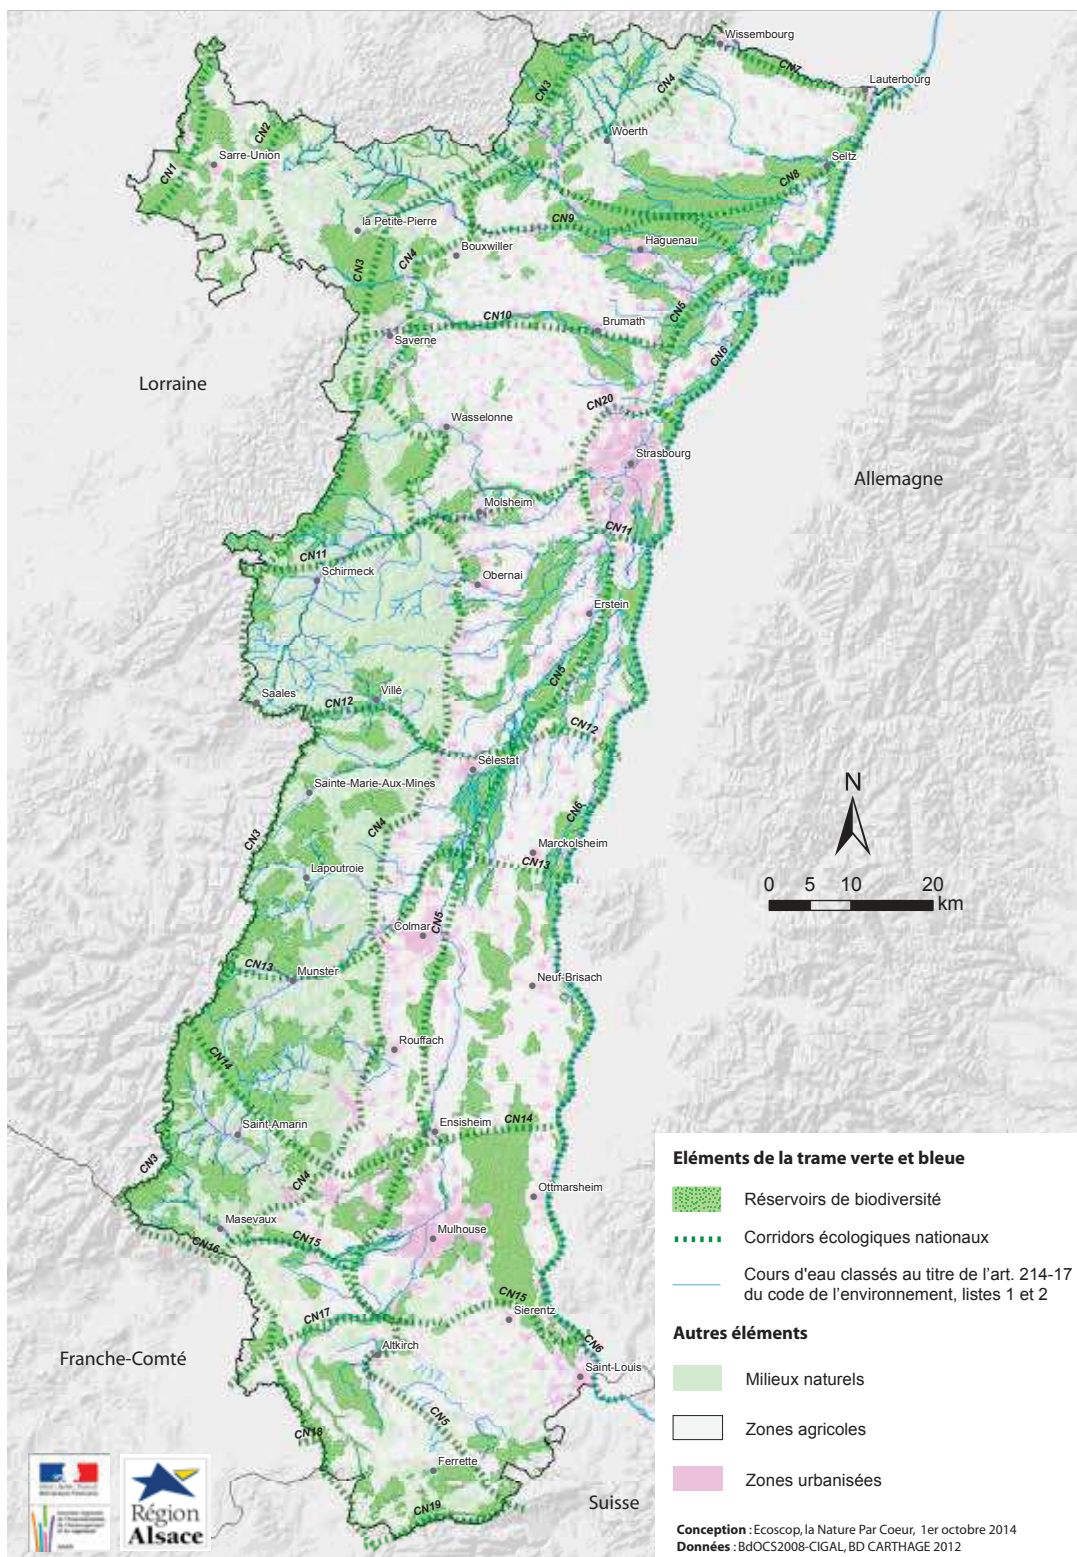 Wissembourg
CN7
Lauterbourg
CN3
CN4
Woerth
CN2
Sarre-Union
CN1
Seltz
CN8
la Petite-Pierre
CN9
Haguenau
Bouxwiller
CN4
CN3
CN5
CN10
Brumath
Saverne
CN6
Lorraine
CN20
Wasselonne
Strasbourg
Allemagne
Molsheim
CN11
CN11
Schirmeck
Obernai
Erstein
CN5
Saales
Villé
CN12
CN12
Sélestat
Sainte-Marie-Aux-Mines
N
CN6
CN4
CN3
Marckolsheim
CN13
Lapoutroie
0 5 10 20
km
Colmar
CN5
CN13
Munster
Neuf-Brisach
Rouffach
CN14
CN14
Ensisheim
Saint-Amarin
CN3
CN4
Ottmarsheim
Masevaux
Mulhouse
CN16
CN15
CN15
Sierentz
CN17
CN6
Altkirch
Franche-Comté
Saint-Louis
CN5
CN18
Ferrette
CN19
Suisse
Eléments de la trame verte et bleue
Réservoirs de biodiversité
Corridors écologiques nationaux
Cours d'eau classés au titre de l'art. 214-17
du code de l'environnement, listes 1 et 2
Autres éléments
Milieux naturels
Zones agricoles
Zones urbanisées
Région
Alsace
Conception : Ecoscop, la Nature Par Coeur, 1er octobre 2014
Données : BdOCS2008-CIGAL, BD CARTHAGE 2012